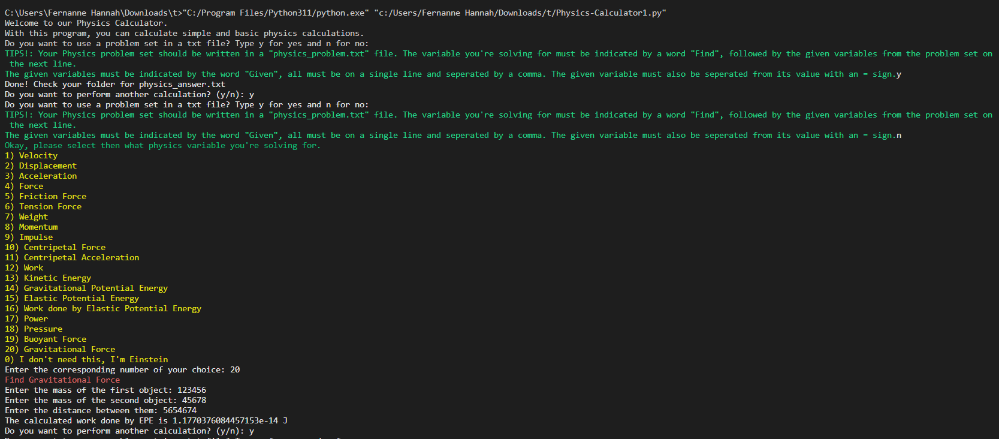 C:\Users\Fernanne Hannah\Downloads\t>"C:/Program Files/Python311/python.exe" "c:/Users/Fernanne Hannah/Downloads/t/Physics-Calculator1.py"
Welcome to our Physics Calculator.
With this program, you can calculate simple and basic physics calculations.
Do you want to use a problem set in a txt file? Type y for yes and n for no:
TIPS!: Your Physics problem set should be written in a "physics_problem.txt" file. The variable you're solving for must be indicated by a word "Find", followed by the given variables from the problem set on
 the next line.
The given variables must be indicated by the word "Given", all must be on a single line and seperated by a comma. The given variable must also be seperated from its value with an = sign.y
Done! Check your folder for physics_answer.txt
Do you want to perform another calculation? (y/n): y
Do you want to use a problem set in a txt file? Type y for yes and n for no:
TIPS!: Your Physics problem set should be written in a "physics_problem.txt" file. The variable you're solving for must be indicated by a word "Find", followed by the given variables from the problem set on
 the next line.
The given variables must be indicated by the word "Given", all must be on a single line and seperated by a comma. The given variable must also be seperated from its value with an = sign.n
Okay, please select then what physics variable you're solving for.
1) Velocity
2) Displacement
3) Acceleration
4) Force
5) Friction Force
6) Tension Force
7) Weight
8) Momentum
9) Impulse
10) Centripetal Force
11) Centripetal Acceleration
12) Work
13) Kinetic Energy
14) Gravitational Potential Energy
15) Elastic Potential Energy
16) Work done by Elastic Potential Energy
17) Power
18) Pressure
19) Buoyant Force
20) Gravitational Force
0) I don't need this, I'm Einstein
Enter the corresponding number of your choice: 20
Find Gravitational Force
Enter the mass of the first object: 123456
Enter the mass of the second object: 45678
Enter the distance between them: 5654674
The calculated work done by EPE is 1.1770376084457153e-14 J
Do you want to perform another calculation? (y/n): y